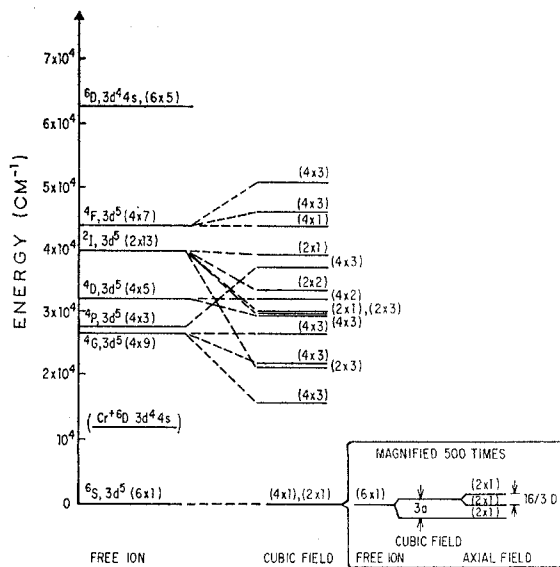 ENERGY (CM⁻¹)
7x10⁴
6x10⁴
5x10⁴
4x10⁴
3x10⁴
2x10⁴
10⁴
0
⁶D, 3d⁴4s, (6x5)
⁴F, 3d⁵ (4x7)
²I, 3d⁵ (2x13)
⁴D, 3d⁵ (4x5)
⁴P, 3d⁵ (4x3)
⁴G, 3d⁵ (4x9)
(Cr⁺⁶D 3d⁴4s)
⁶S, 3d⁵ (6x1)
(4x3)
(4x3)
(4x1)
(2x1)
(4x3)
(2x2)
(4x2)
(2x1), (2x3)
(4x3)
(4x3)
(4x3)
(2x3)
(4x3)
(4x1), (2x1)
FREE ION
CUBIC FIELD
MAGNIFIED 500 TIMES
(6x1)
3a
(2x1)
(2x1)
(2x1)
16/3 D
CUBIC FIELD
FREE ION
AXIAL FIELD